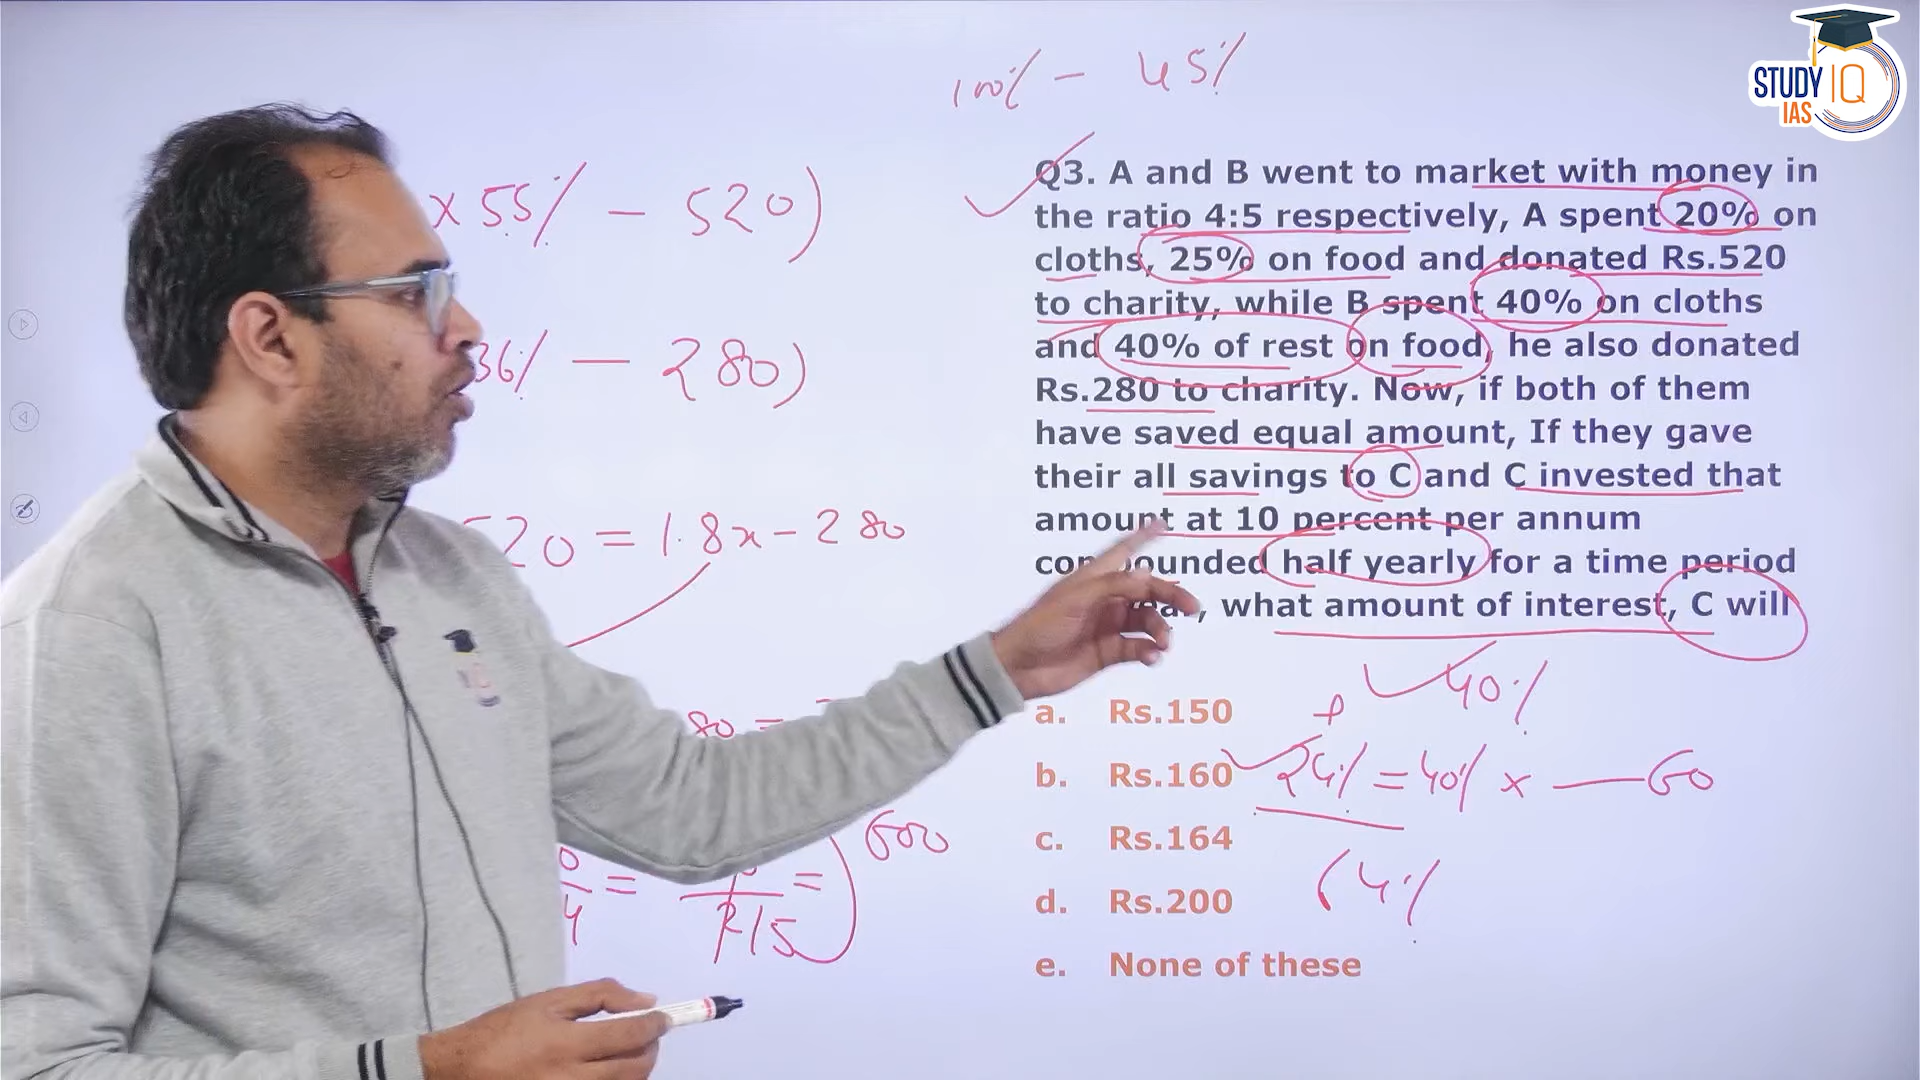 100% - 45%
STUDY IQ
IAS
x 55% - 520)
36% - 280)
520 = 1.8x - 280
80 =
600
4 =
=
215
Q3. A and B went to market with money in
the ratio 4:5 respectively, A spent 20% on
cloths, 25% on food and donated Rs.520
to charity, while B spent 40% on cloths
and 40% of rest on food, he also donated
Rs.280 to charity. Now, if both of them
have saved equal amount, If they gave
their all savings to C and C invested that
amount at 10 percent per annum
compounded half yearly for a time period
, what amount of interest, C will
a. Rs.150
b. Rs.160
c. Rs.164
d. Rs.200
e. None of these
40%
+
24% = 40% x — 60
64%